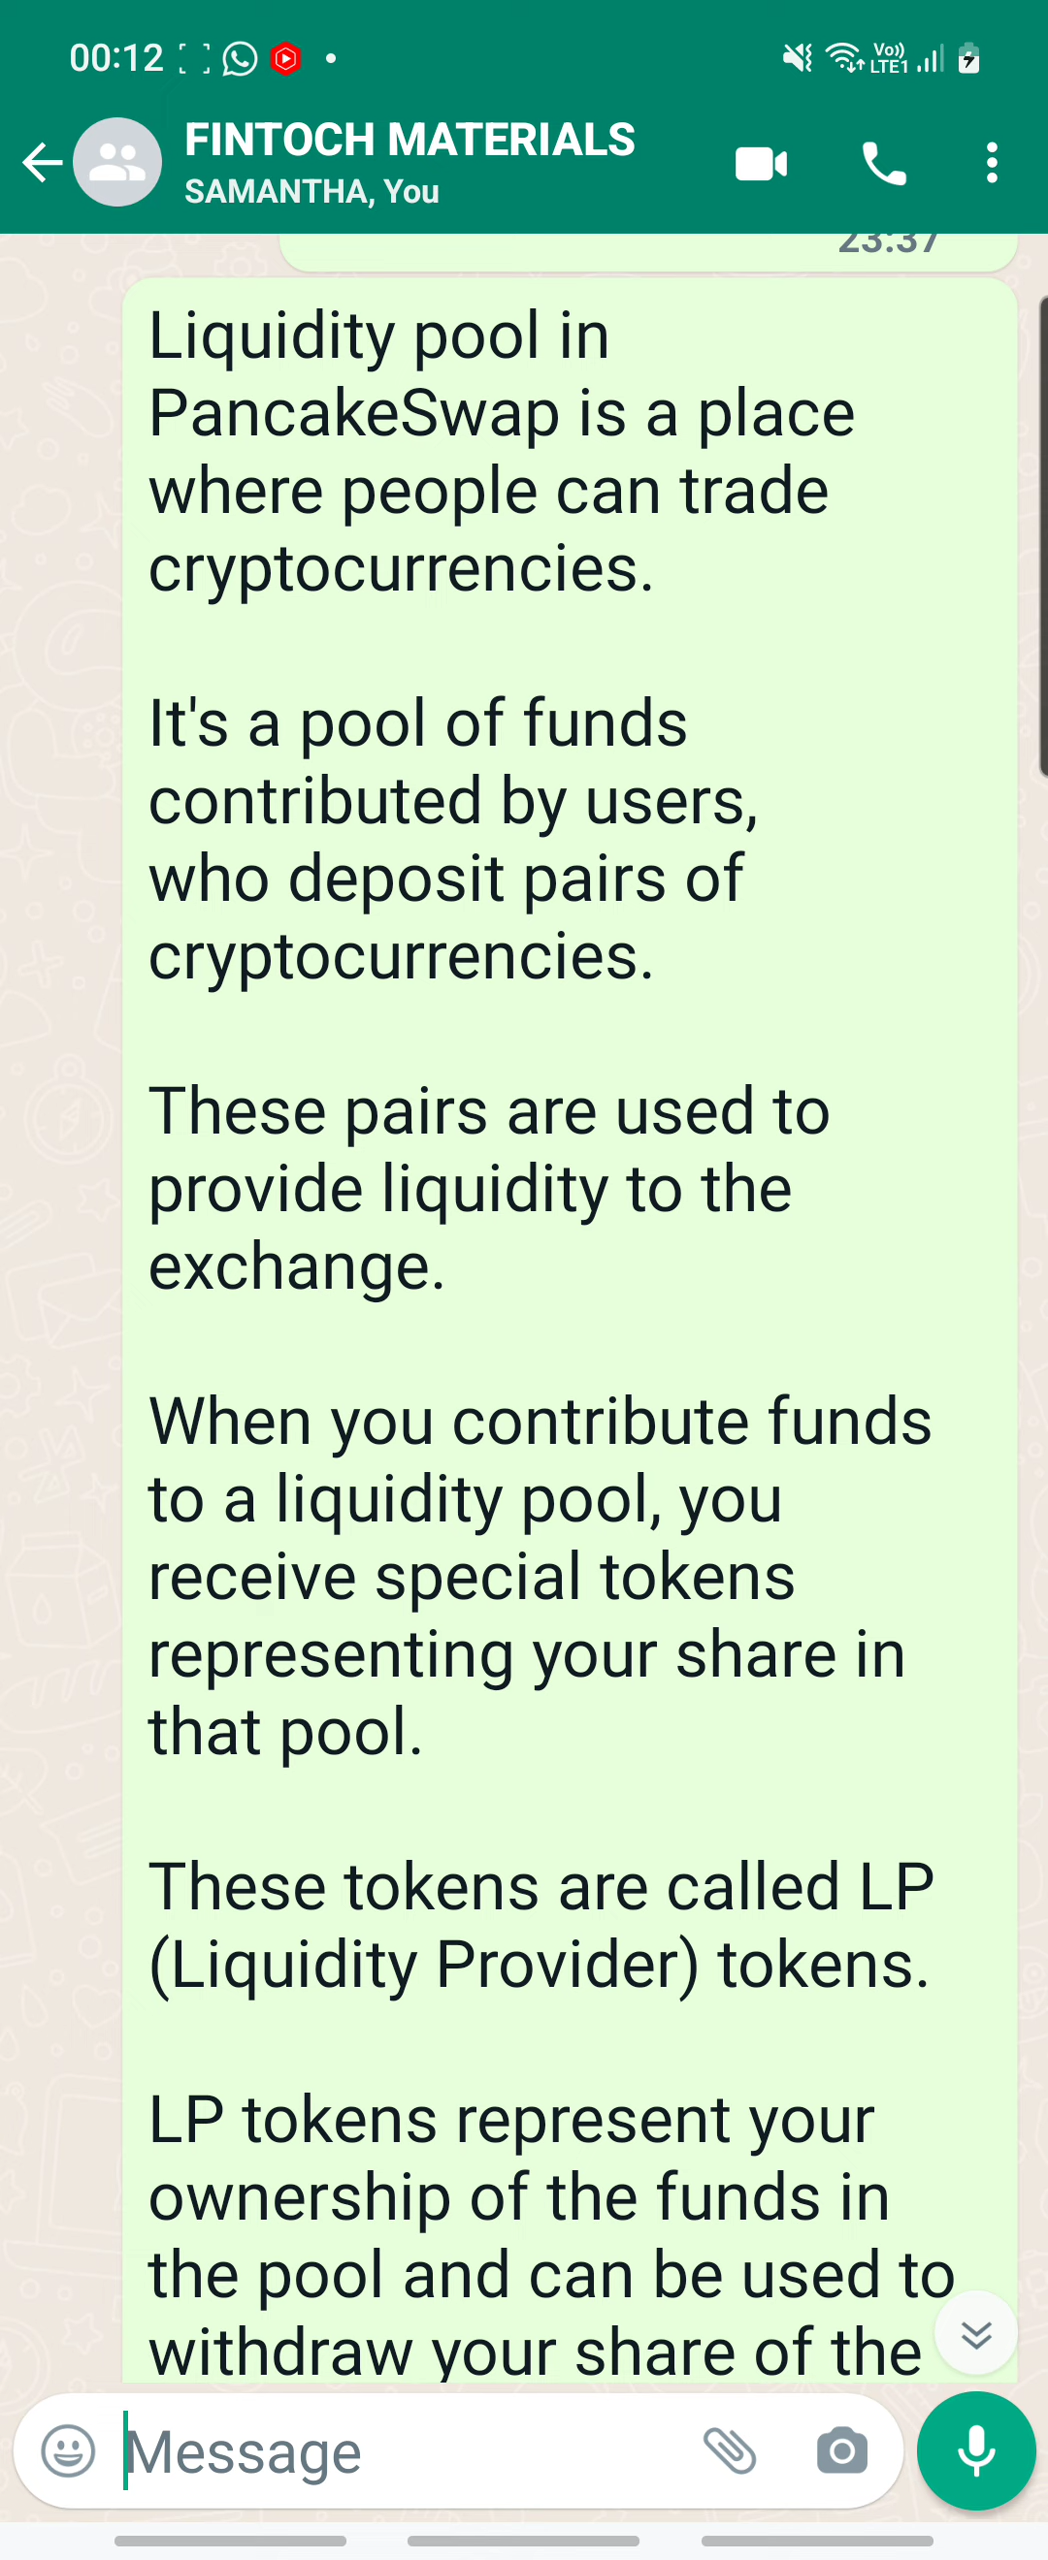 00:12
Vo))
LTE1
FINTOCH MATERIALS
SAMANTHA, You
23:37
Liquidity pool in
PancakeSwap is a place
where people can trade
cryptocurrencies.
It's a pool of funds
contributed by users,
who deposit pairs of
cryptocurrencies.
These pairs are used to
provide liquidity to the
exchange.
When you contribute funds
to a liquidity pool, you
receive special tokens
representing your share in
that pool.
These tokens are called LP
(Liquidity Provider) tokens.
LP tokens represent your
ownership of the funds in
the pool and can be used to
withdraw your share of the
Message